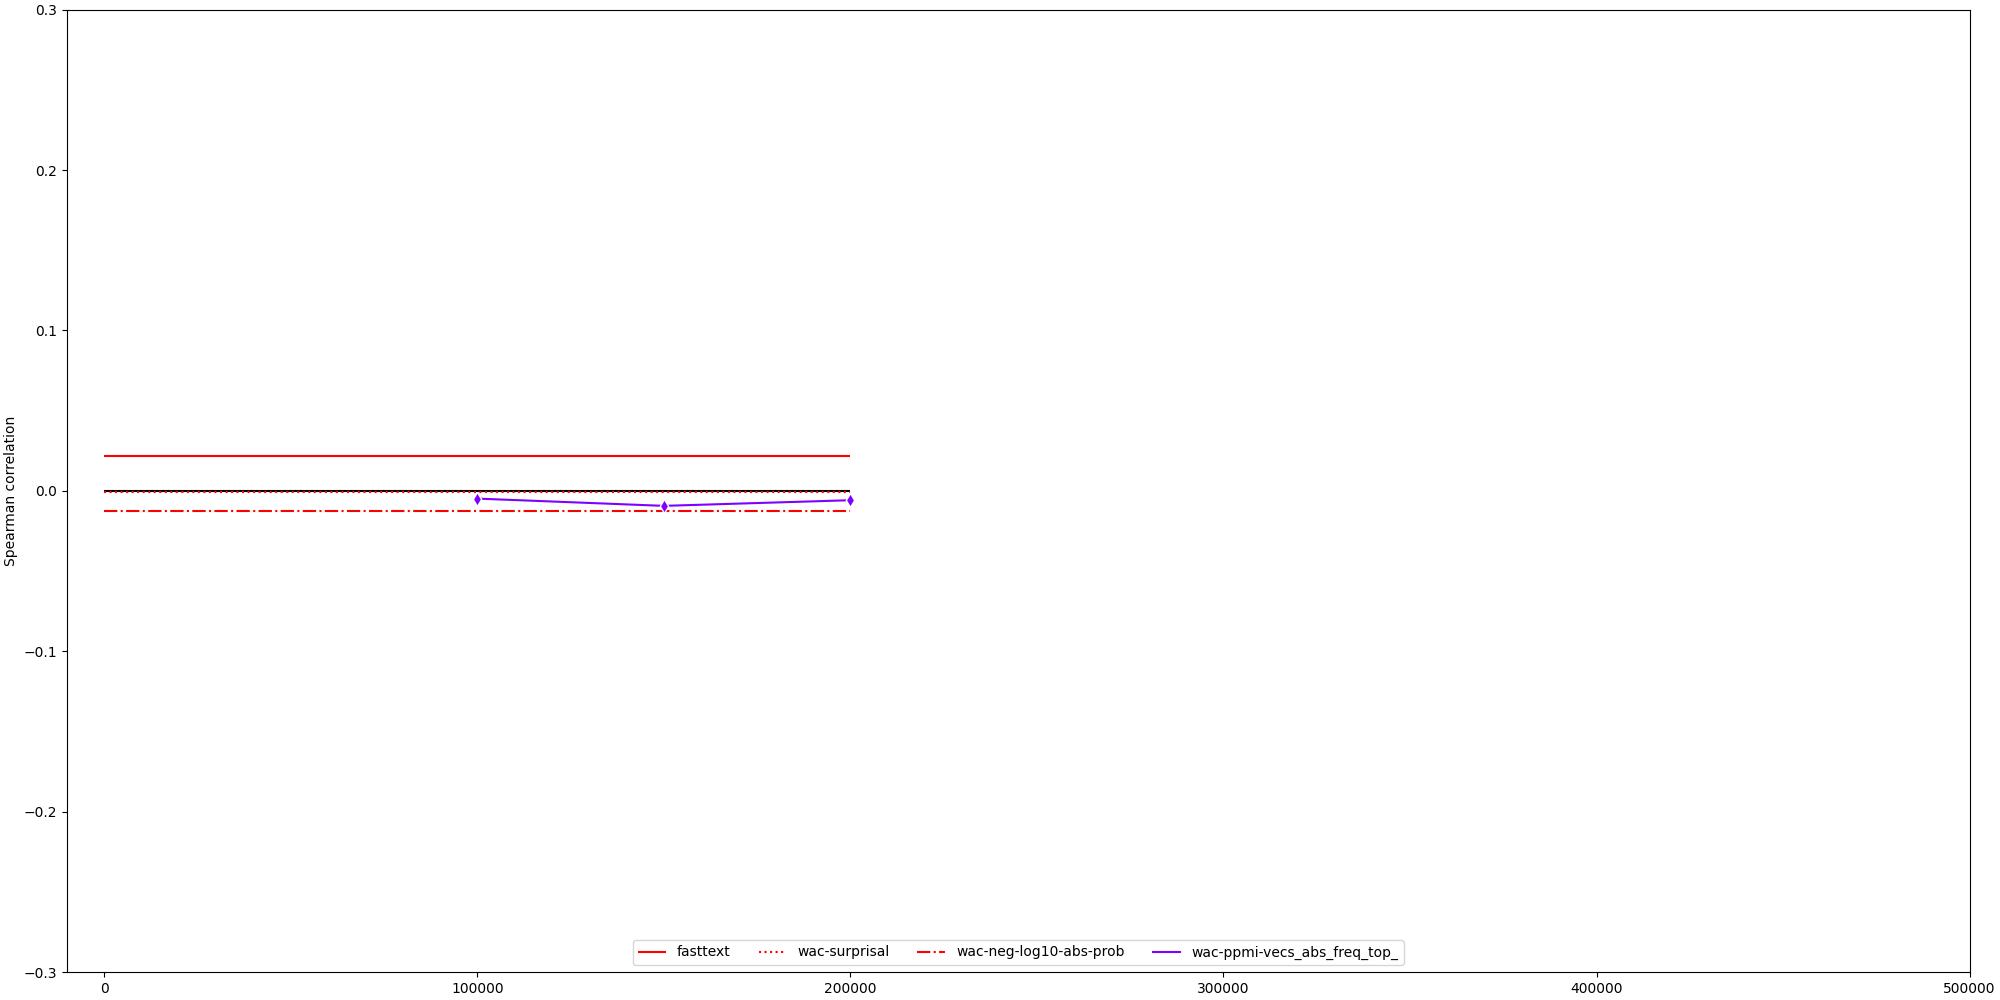 0.3
0.2
0.1
0.0
−0.1
−0.2
−0.3
Spearman correlation
0 100000 200000 300000 400000 500000
fasttext wac-surprisal wac-neg-log10-abs-prob wac-ppmi-vecs_abs_freq_top_